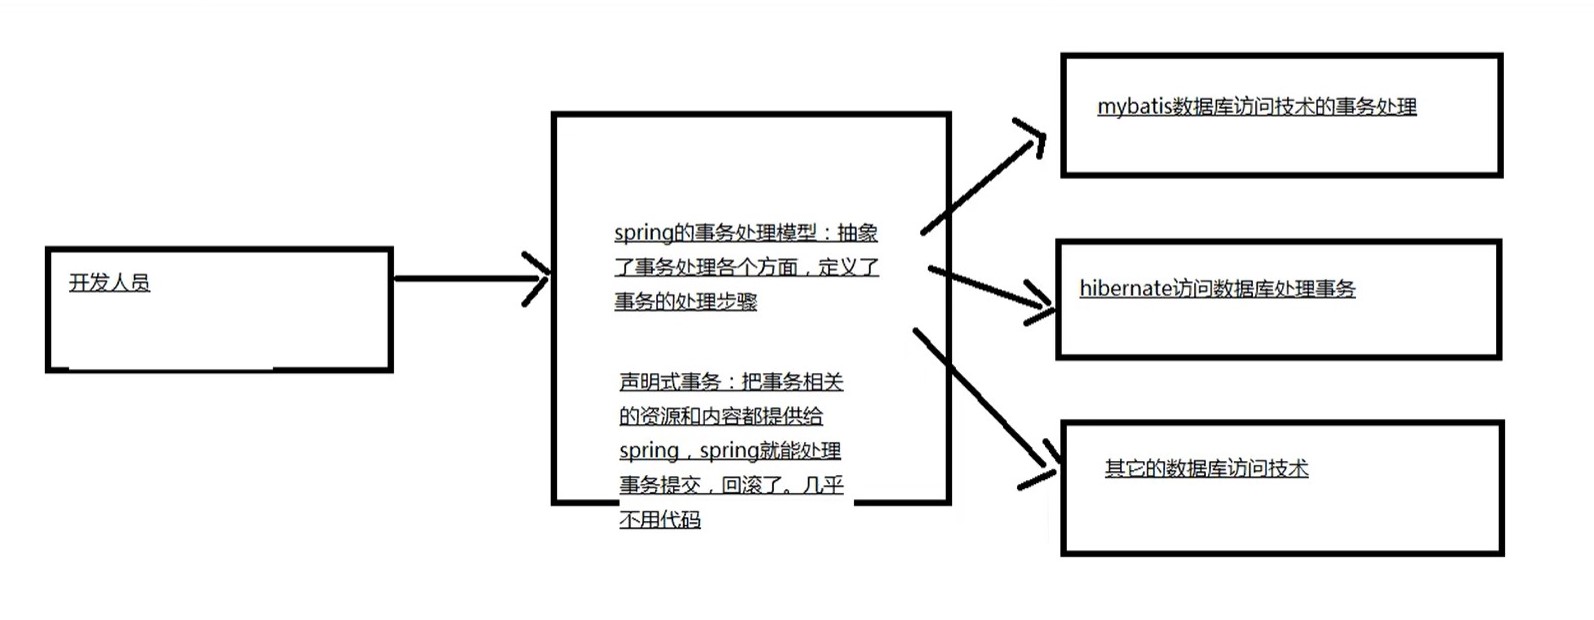 开发人员
spring的事务处理模型：抽象
了事务处理各个方面，定义了
事务的处理步骤
声明式事务：把事务相关
的资源和内容都提供给
spring，spring就能处理
事务提交，回滚了。几乎
不用代码
mybatis数据库访问技术的事务处理
hibernate访问数据库处理事务
其它的数据库访问技术